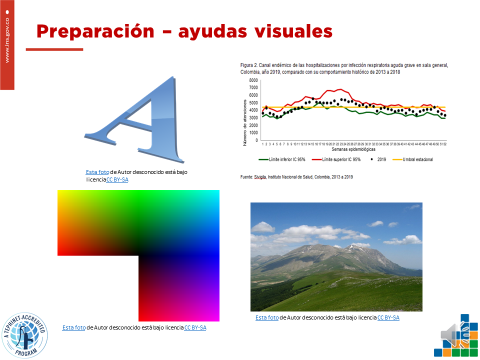 www.ins.gov.co
Preparación – ayudas visuales
Figura 2. Canal endémico de las hospitalizaciones por infección respiratoria aguda grave en sala general,
Colombia, año 2019, comparado con su comportamiento histórico de 2013 a 2018
Número de atenciones
8000
7000
6000
5000
4000
3000
2000
1000
0
Semanas epidemiológicas
Límite inferior IC 95%
Límite superior IC 95%
2019
Umbral estacional
Fuente: Sivigila, Instituto Nacional de Salud, Colombia, 2013 a 2019
A
Esta foto de Autor desconocido está bajo
licencia CC BY-SA
Esta foto de Autor desconocido está bajo licencia CC BY-SA
Esta foto de Autor desconocido está bajo licencia CC BY-SA
A TEPHINET ACCREDITED
PROGRAM